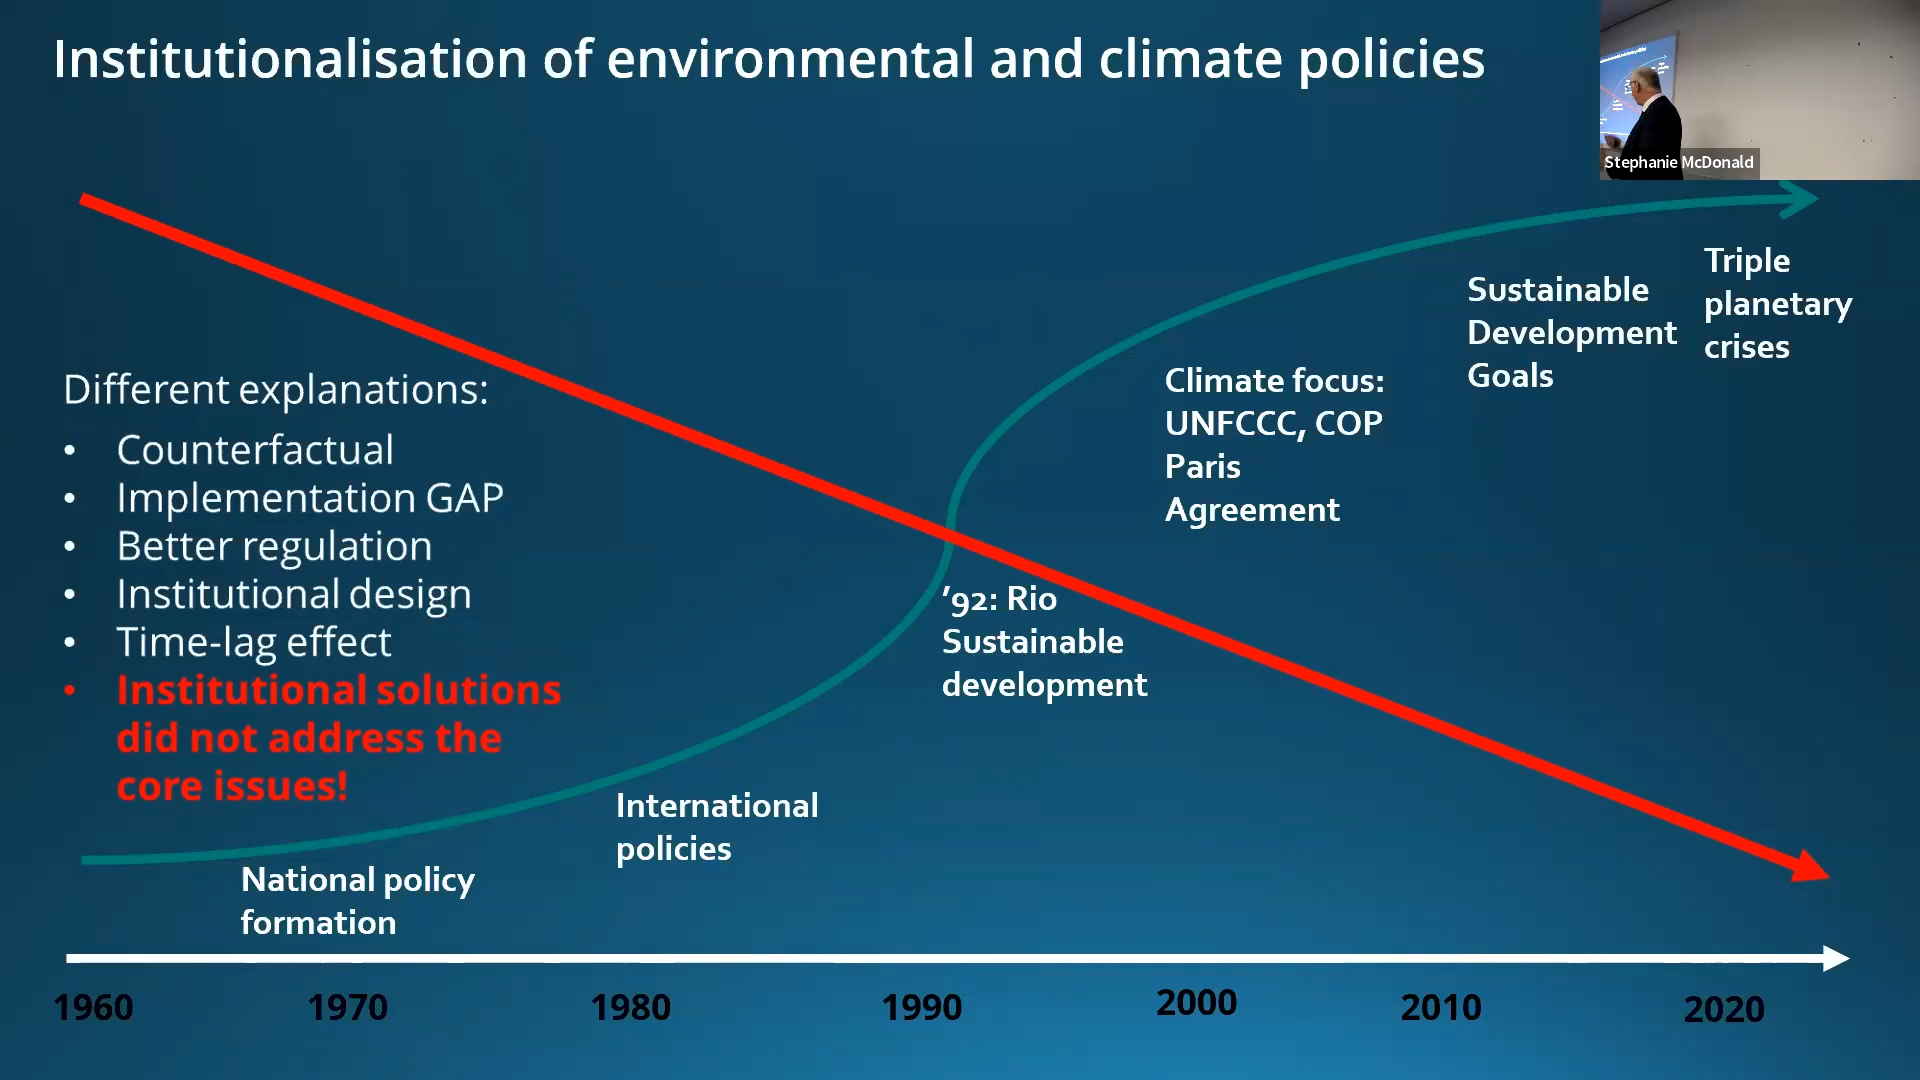 Institutionalisation of environmental and climate policies
Stephanie McDonald
Triple
planetary
crises
Sustainable
Development
Goals
Climate focus:
UNFCCC, COP
Paris
Agreement
Different explanations:
• Counterfactual
• Implementation GAP
• Better regulation
• Institutional design
• Time-lag effect
• Institutional solutions
did not address the
core issues!
'92: Rio
Sustainable
development
International
policies
National policy
formation
1960 1970 1980 1990 2000 2010 2020